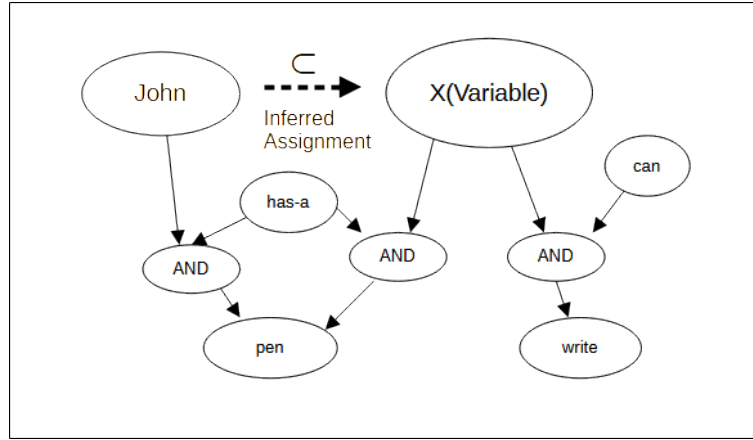 John
⊂
X(Variable)
Inferred
Assignment
can
has-a
AND
AND
AND
pen
write